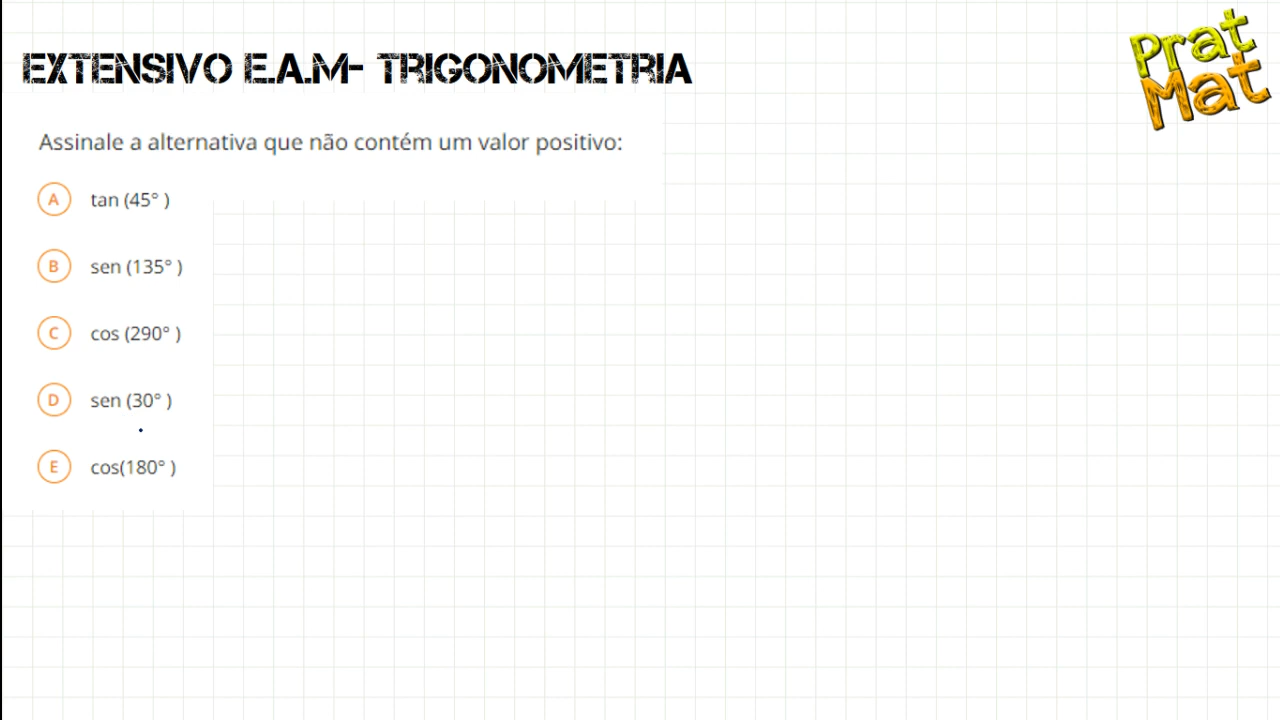 EXTENSIVO E.A.M- TRIGONOMETRIA
Prat
Mat
Assinale a alternativa que não contém um valor positivo:
A tan (45° )
B sen (135° )
C cos (290° )
D sen (30° )
E cos(180° )